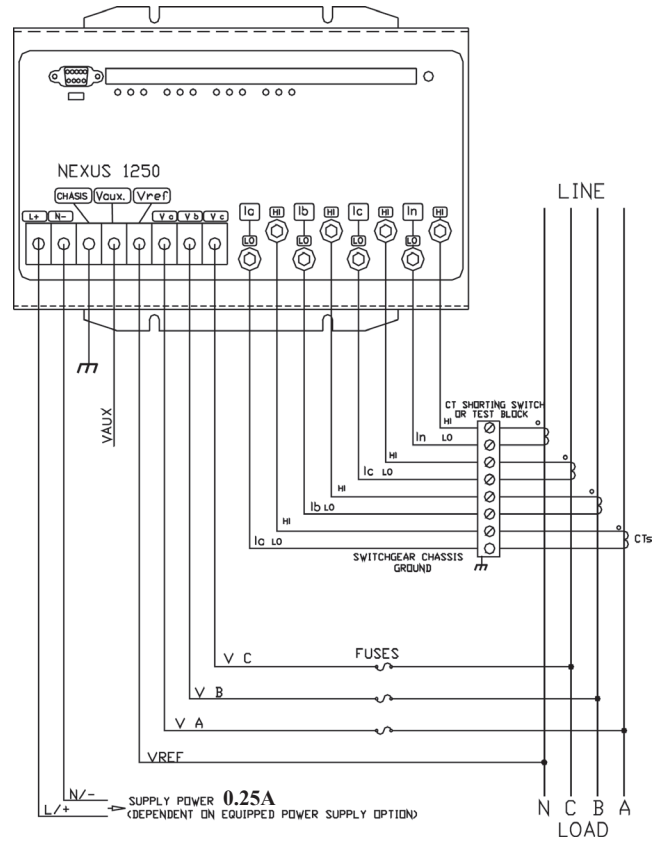 NEXUS 1250
CHASIS Vaux. Vref
L+ N- Va Vb Vc
Ia HI Ib HI Ic HI In HI
LO LO LO LO
LINE
VAUX
CT SHORTING SWITCH
OR TEST BLOCK
HI
In LO
HI
Ic LO
HI
Ib LO
HI
Ia LO
CTs
SWITCHGEAR CHASSIS
GROUND
V C FUSES
V B
V A
VREF
N/-
L/+
SUPPLY POWER 0.25A
(DEPENDENT ON EQUIPPED POWER SUPPLY OPTION)
N C B A
LOAD